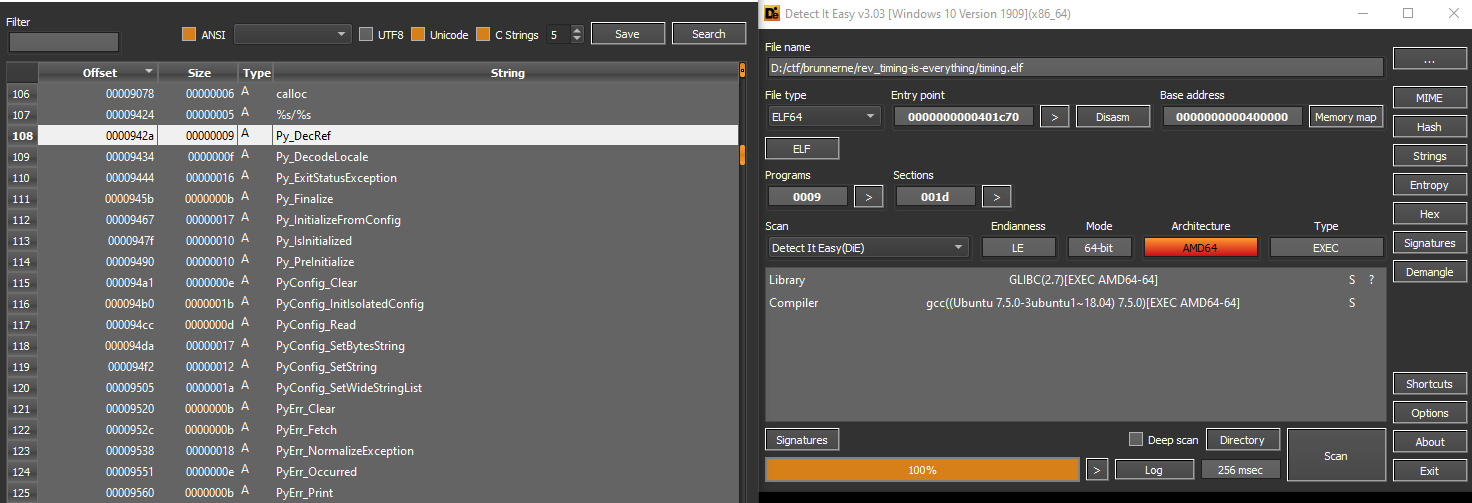 Filter
ANSI UTF8 Unicode C Strings 5 Save Search
Offset Size Type String
106 00009078 00000006 A calloc
107 00009424 00000005 A %s/%s
108 0000942a 00000009 A Py_DecRef
109 00009434 0000000f A Py_DecodeLocale
110 00009444 00000016 A Py_ExitStatusException
111 0000945b 0000000b A Py_Finalize
112 00009467 00000017 A Py_InitializeFromConfig
113 0000947f 00000010 A Py_IsInitialized
114 00009490 00000010 A Py_PreInitialize
115 000094a1 0000000e A PyConfig_Clear
116 000094b0 0000001b A PyConfig_InitIsolatedConfig
117 000094cc 0000000d A PyConfig_Read
118 000094da 00000017 A PyConfig_SetBytesString
119 000094f2 00000012 A PyConfig_SetString
120 00009505 0000001a A PyConfig_SetWideStringList
121 00009520 0000000b A PyErr_Clear
122 0000952c 0000000b A PyErr_Fetch
123 00009538 00000018 A PyErr_NormalizeException
124 00009551 0000000e A PyErr_Occurred
125 00009560 0000000b A PyErr_Print
Detect It Easy v3.03 [Windows 10 Version 1909](x86_64)
File name
D:/ctf/brunnerne/rev_timing-is-everything/timing.elf
...
File type Entry point Base address
MIME
ELF64 0000000000401c70 > Disasm 0000000000400000 Memory map
Hash
ELF
Strings
Programs Sections
Entropy
0009 > 001d >
Hex
Scan Endianness Mode Architecture Type
Detect It Easy(DiE) LE 64-bit AMD64 EXEC
Signatures
Demangle
Library GLIBC(2.7)[EXEC AMD64-64] S ?
Compiler gcc((Ubuntu 7.5.0-3ubuntu1~18.04) 7.5.0)[EXEC AMD64-64] S
Shortcuts
Options
Signatures Deep scan Directory Scan
About
100% > Log 256 msec
Exit